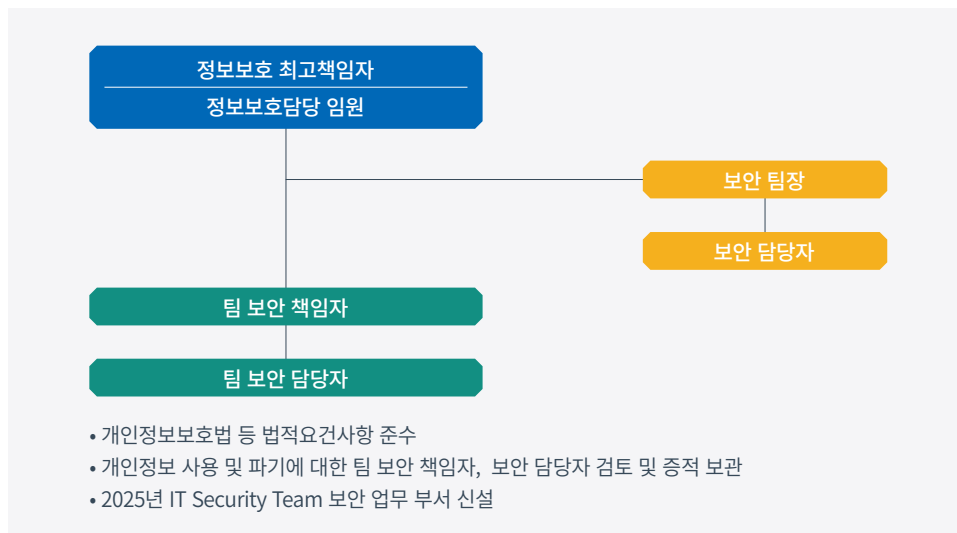 정보보호 최고책임자
정보보호담당 임원
보안 팀장
보안 담당자
팀 보안 책임자
팀 보안 담당자
• 개인정보보호법 등 법적요건사항 준수
• 개인정보 사용 및 파기에 대한 팀 보안 책임자, 보안 담당자 검토 및 증적 보관
• 2025년 IT Security Team 보안 업무 부서 신설